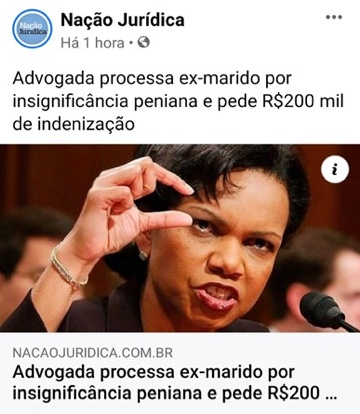 Nação Jurídica
Nação
Jurídica
Há 1 hora •
Advogada processa ex-marido por
insignificância peniana e pede R$200 mil
de indenização
i
NACAOJURIDICA.COM.BR
Advogada processa ex-marido por
insignificância peniana e pede R$200 ...